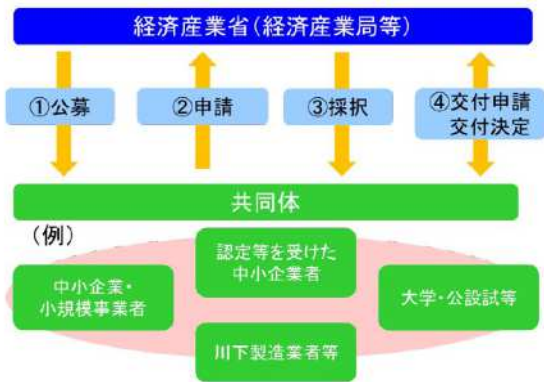 経済産業省(経済産業局等)
①公募
②申請
③採択
④交付申請
交付決定
共同体
(例)
認定等を受けた
中小企業者
中小企業・
小規模事業者
大学・公設試等
川下製造業者等